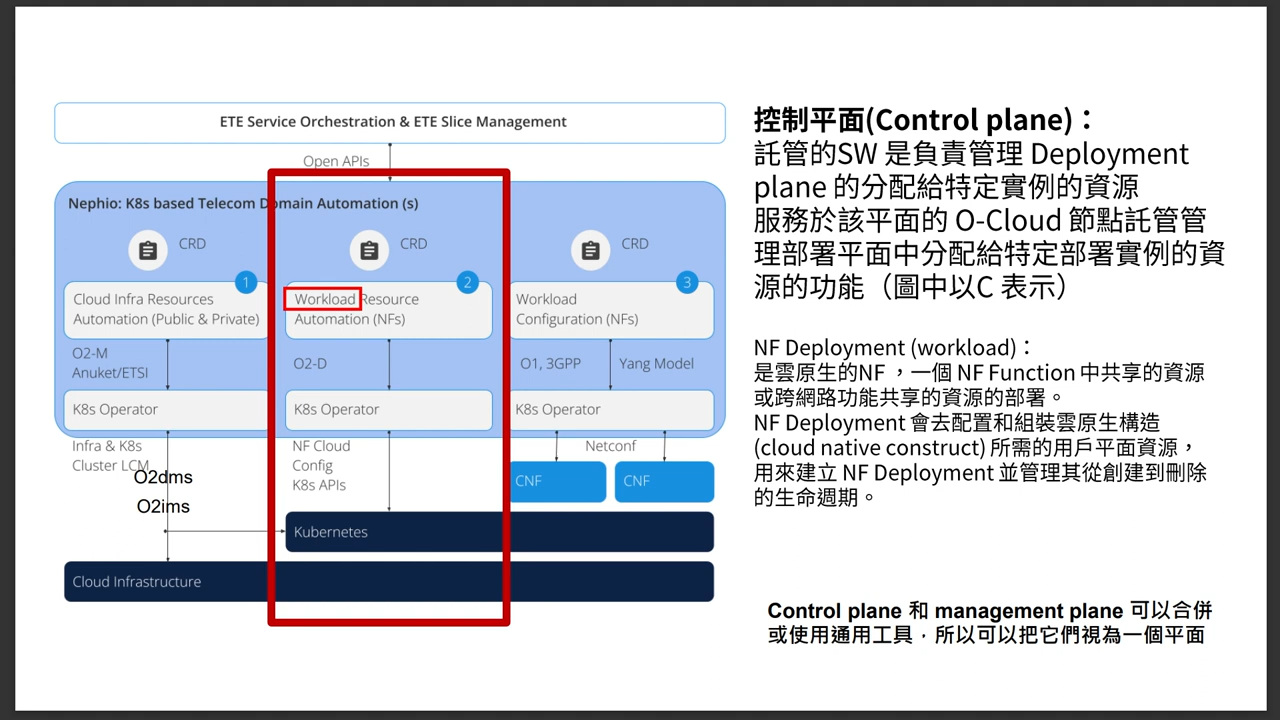 ETE Service Orchestration & ETE Slice Management
Open APIs
Nephio: K8s based Telecom Domain Automation (s)
CRD
CRD
CRD
1
2
3
Cloud Infra Resources
Automation (Public & Private)
Workload Resource
Automation (NFs)
Workload
Configuration (NFs)
O2-M
Anuket/ETSI
O2-D
O1, 3GPP
Yang Model
K8s Operator
K8s Operator
K8s Operator
Infra & K8s
Cluster LCM
O2dms
O2ims
NF Cloud
Config
K8s APIs
Netconf
CNF
CNF
Kubernetes
Cloud Infrastructure
控制平面(Control plane)：
託管的SW 是負責管理 Deployment
plane 的分配給特定實例的資源
服務於該平面的 O-Cloud 節點託管管
理部署平面中分配給特定部署實例的資
源的功能（圖中以C 表示）
NF Deployment (workload)：
是雲原生的NF ，一個 NF Function 中共享的資源
或跨網路功能共享的資源的部署。
NF Deployment 會去配置和組裝雲原生構造
(cloud native construct) 所需的用戶平面資源，
用來建立 NF Deployment 並管理其從創建到刪除
的生命週期。
Control plane 和 management plane 可以合併
或使用通用工具，所以可以把它們視為一個平面